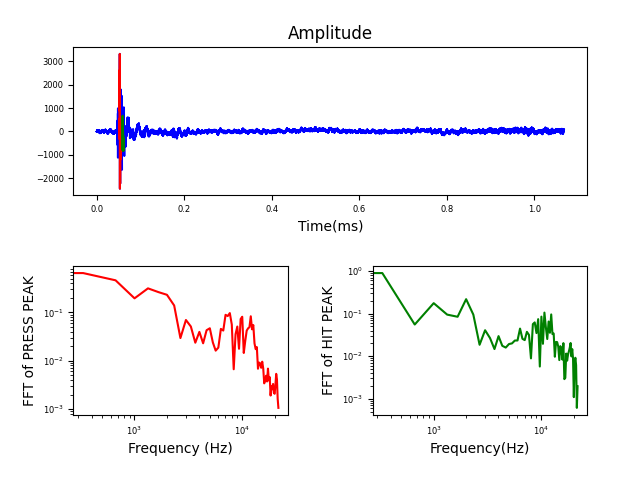 Amplitude
3000
2000
1000
0
−1000
−2000
0.0 0.2 0.4 0.6 0.8 1.0
Time(ms)
FFT of PRESS PEAK
10⁻¹
10⁻²
10⁻³
10³ 10⁴
Frequency (Hz)
FFT of HIT PEAK
10⁰
10⁻¹
10⁻²
10⁻³
10³ 10⁴
Frequency(Hz)